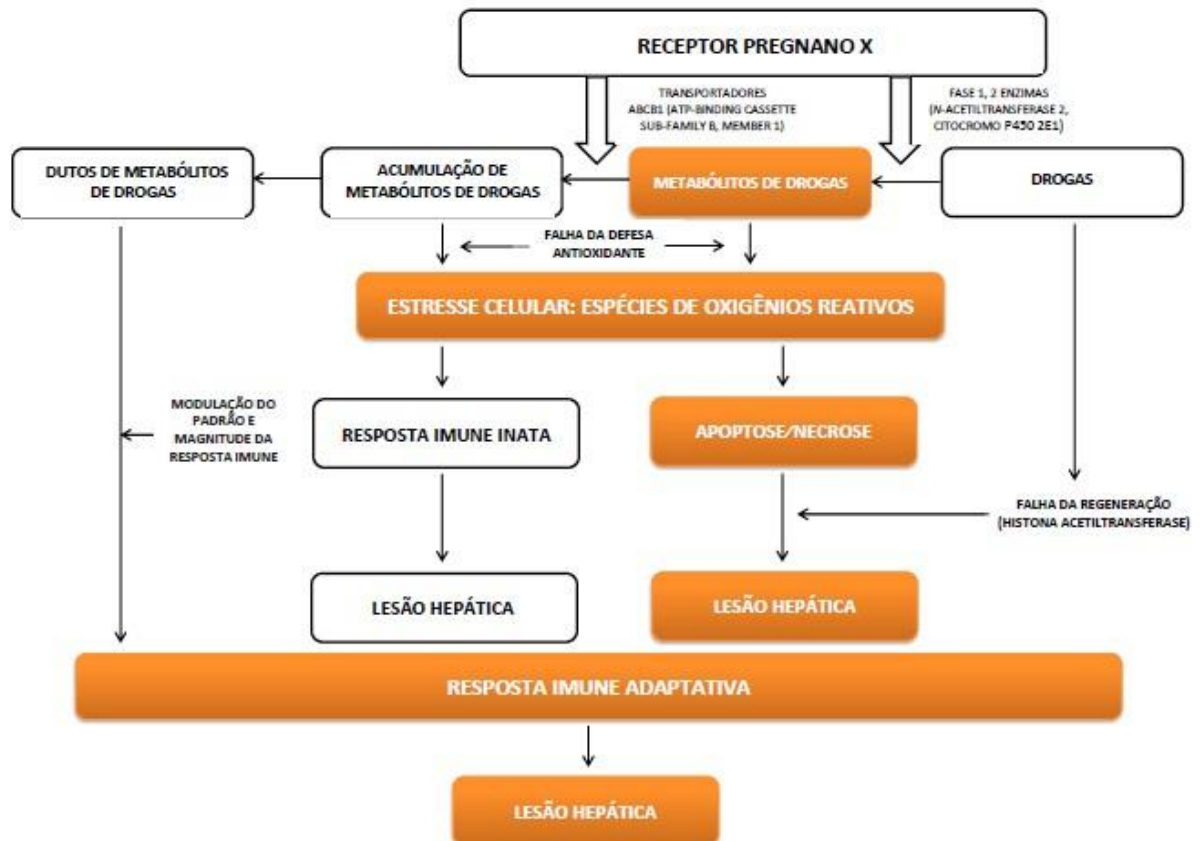 RECEPTOR PREGNANO X
TRANSPORTADORES
ABCB1 (ATP-BINDING CASSETTE
SUB-FAMILY B, MEMBER 1)
FASE 1, 2 ENZIMAS
(N-ACETILTRANSFERASE 2,
CITOCROMO P450 2E1)
DUTOS DE METABÓLITOS
DE DROGAS
ACUMULAÇÃO DE
METABÓLITOS DE DROGAS
METABÓLITOS DE DROGAS
DROGAS
FALHA DA DEFESA
ANTIOXIDANTE
ESTRESSE CELULAR: ESPÉCIES DE OXIGÊNIOS REATIVOS
MODULAÇÃO DO
PADRÃO E
MAGNITUDE DA
RESPOSTA IMUNE
RESPOSTA IMUNE INATA
APOPTOSE/NECROSE
FALHA DA REGENERAÇÃO
(HISTONA ACETILTRANSFERASE)
LESÃO HEPÁTICA
LESÃO HEPÁTICA
RESPOSTA IMUNE ADAPTATIVA
LESÃO HEPÁTICA